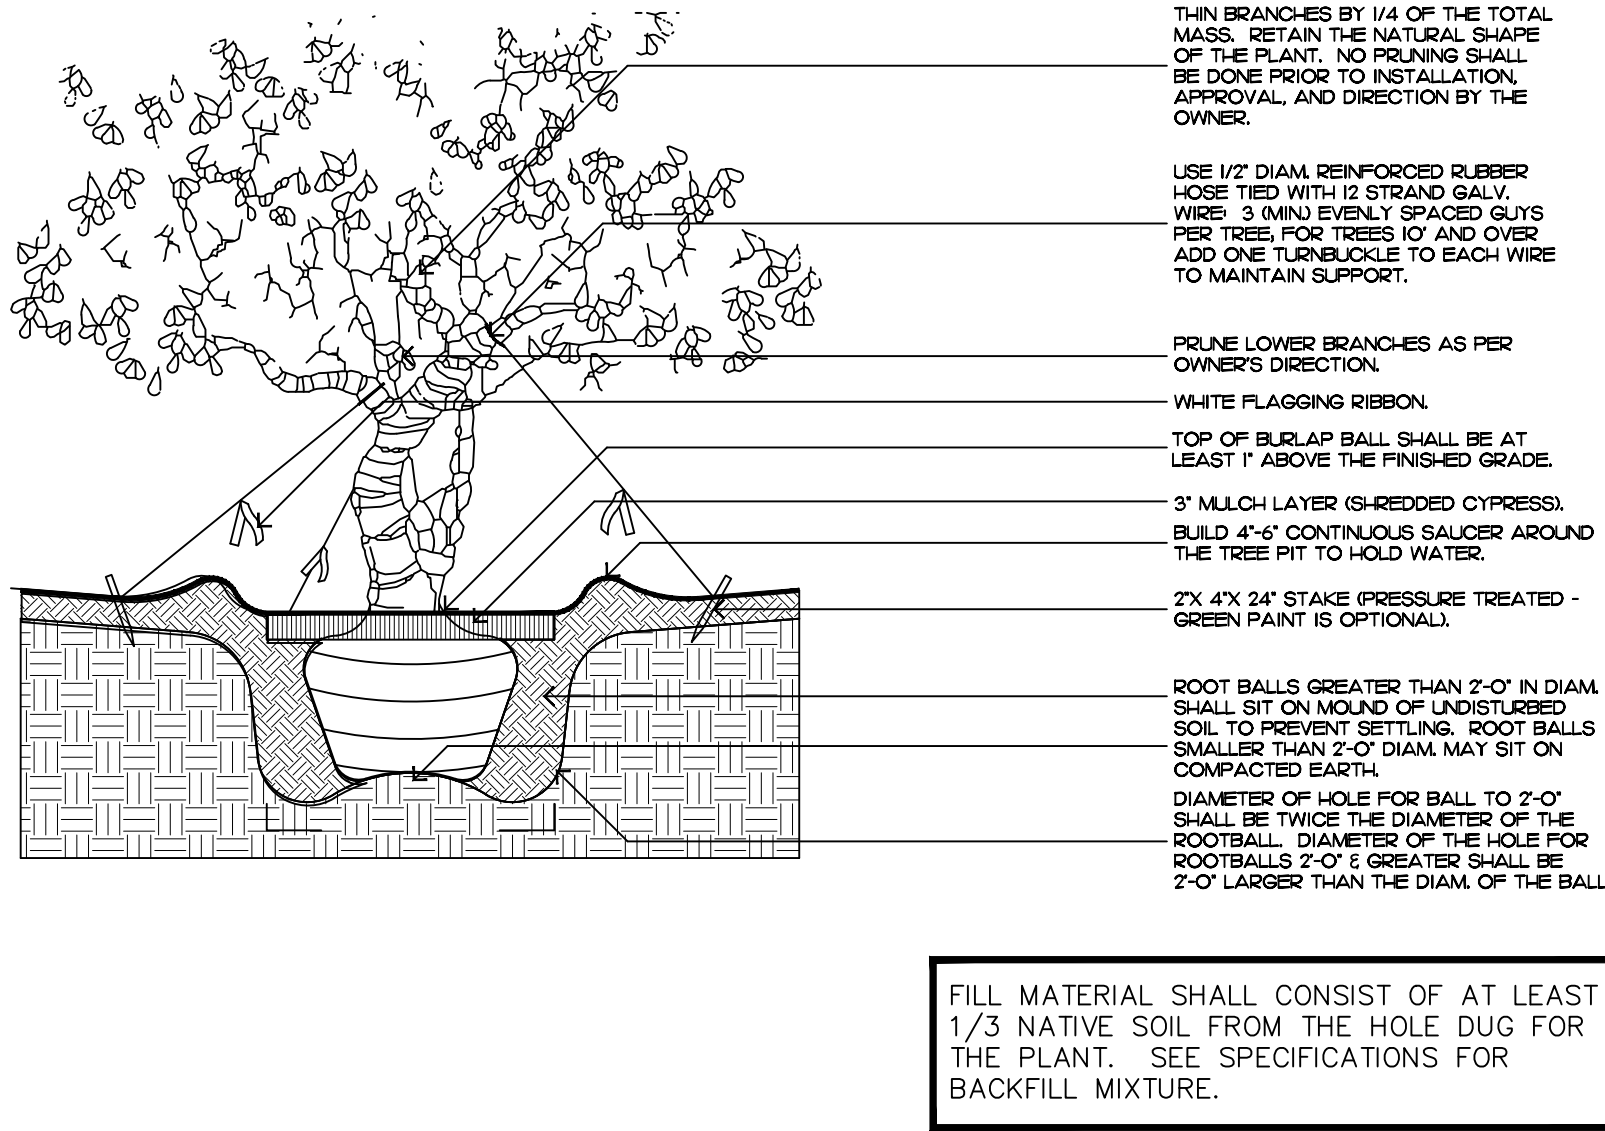 THIN BRANCHES BY 1/4 OF THE TOTAL
MASS. RETAIN THE NATURAL SHAPE
OF THE PLANT. NO PRUNING SHALL
BE DONE PRIOR TO INSTALLATION,
APPROVAL, AND DIRECTION BY THE
OWNER.
USE 1/2" DIAM. REINFORCED RUBBER
HOSE TIED WITH 12 STRAND GALV.
WIRE; 3 (MIN.) EVENLY SPACED GUYS
PER TREE, FOR TREES 10' AND OVER
ADD ONE TURNBUCKLE TO EACH WIRE
TO MAINTAIN SUPPORT.
PRUNE LOWER BRANCHES AS PER
OWNER'S DIRECTION.
WHITE FLAGGING RIBBON.
TOP OF BURLAP BALL SHALL BE AT
LEAST 1" ABOVE THE FINISHED GRADE.
3" MULCH LAYER (SHREDDED CYPRESS).
BUILD 4"-6" CONTINUOUS SAUCER AROUND
THE TREE PIT TO HOLD WATER.
2"X 4"X 24" STAKE (PRESSURE TREATED -
GREEN PAINT IS OPTIONAL).
ROOT BALLS GREATER THAN 2'-0" IN DIAM.
SHALL SIT ON MOUND OF UNDISTURBED
SOIL TO PREVENT SETTLING. ROOT BALLS
SMALLER THAN 2'-0" DIAM. MAY SIT ON
COMPACTED EARTH.
DIAMETER OF HOLE FOR BALL TO 2'-0"
SHALL BE TWICE THE DIAMETER OF THE
ROOTBALL. DIAMETER OF THE HOLE FOR
ROOTBALLS 2'-0" & GREATER SHALL BE
2'-0" LARGER THAN THE DIAM. OF THE BALL
FILL MATERIAL SHALL CONSIST OF AT LEAST
1/3 NATIVE SOIL FROM THE HOLE DUG FOR
THE PLANT. SEE SPECIFICATIONS FOR
BACKFILL MIXTURE.